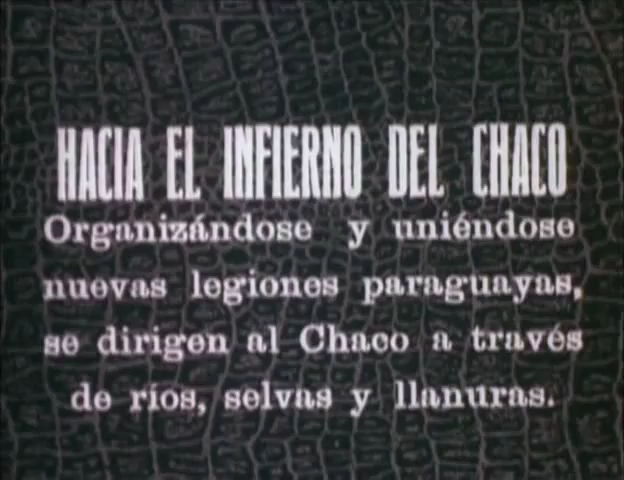 HACIA EL INFIERNO DEL CHACO
Organizándose y uniéndose
nuevas legiones paraguayas,
se dirigen al Chaco a través
de ríos, selvas y llanuras.